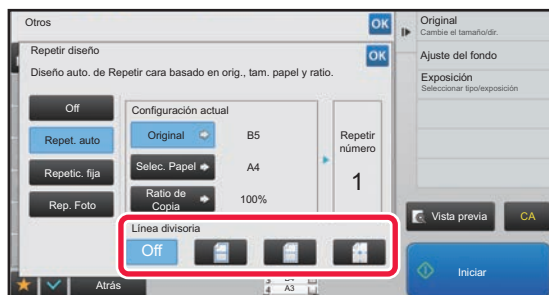 Otros
OK
Repetir diseño
OK
Diseño auto. de Repetir cara basado en orig., tam. papel y ratio.
Off
Repet. auto
Repetic. fija
Rep. Foto
Configuración actual
Original
B5
Selec. Papel
A4
Ratio de
Copia
100%
Repetir
número
1
Línea divisoria
Off
Atrás
4 A3
Original
Cambie el tamaño/dir.
Ajuste del fondo
Exposición
Seleccionar tipo/exposición
Vista previa
CA
Iniciar